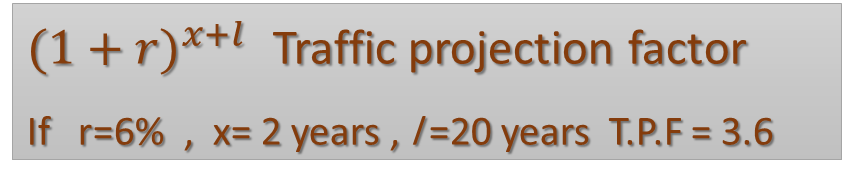 (1 + r)^{x+l} Traffic projection factor
If r=6% , x= 2 years , l=20 years T.P.F = 3.6